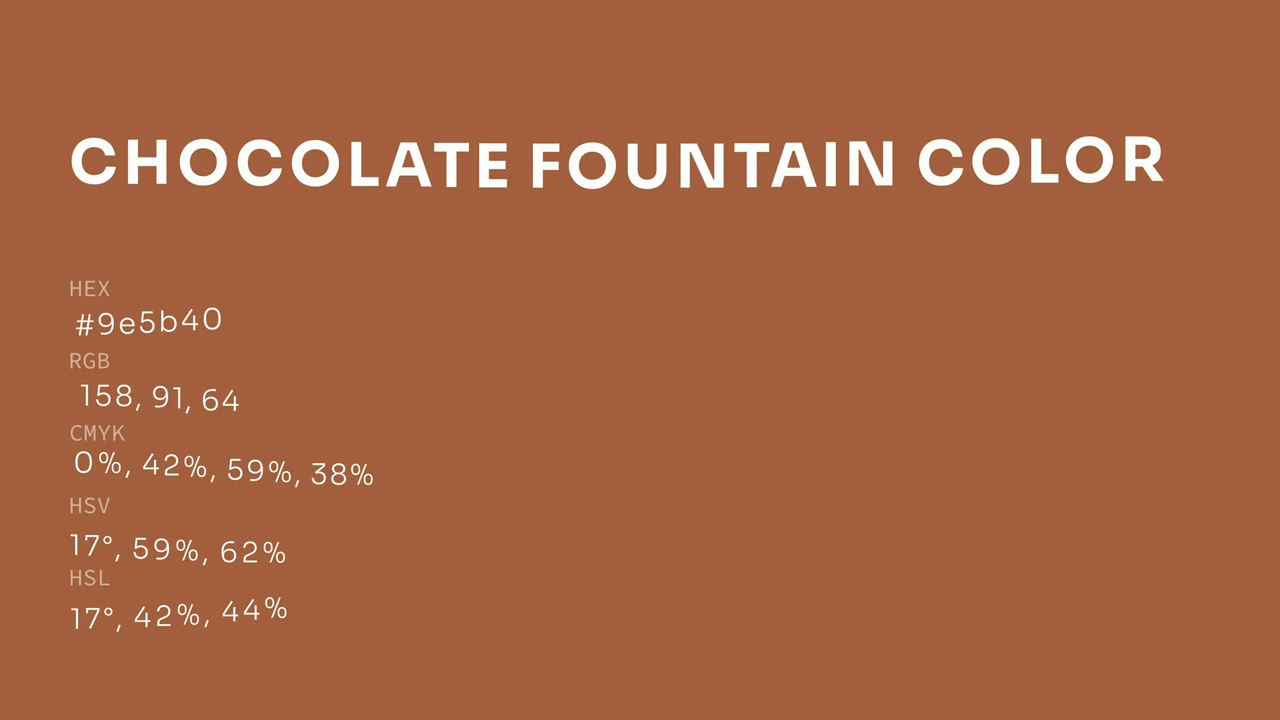 CHOCOLATE FOUNTAIN COLOR
HEX
#9e5b40
RGB
158, 91, 64
CMYK
0%, 42%, 59%, 38%
HSV
17°, 59%, 62%
HSL
17°, 42%, 44%